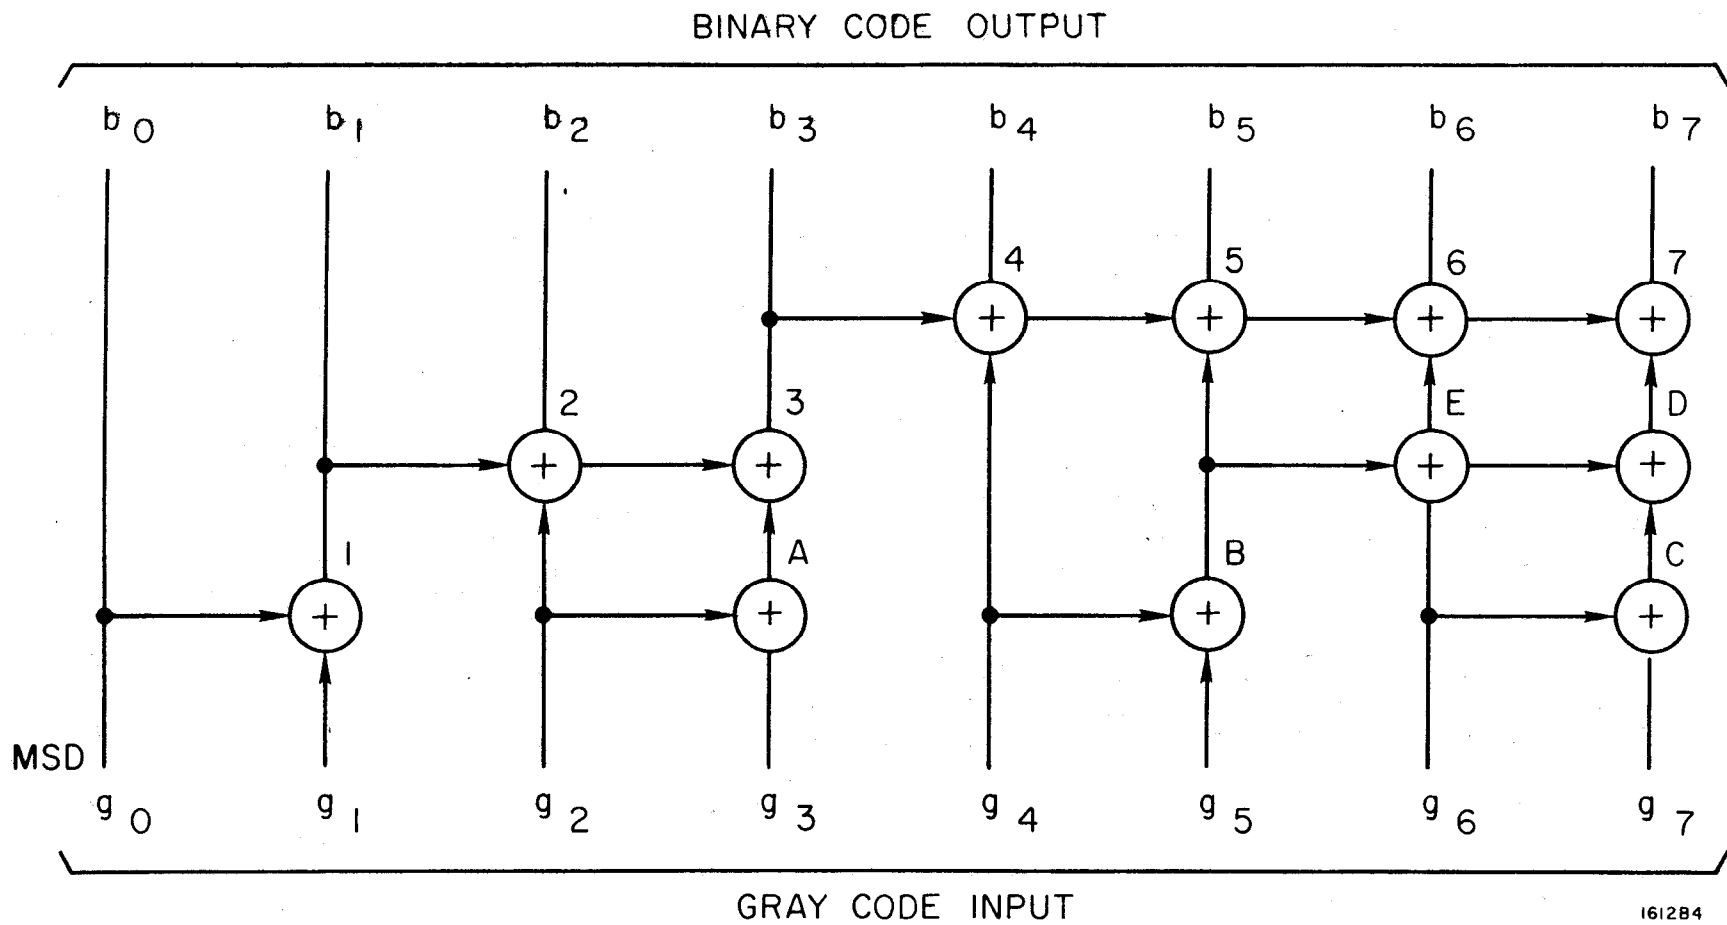 BINARY CODE OUTPUT
b0 b1 b2 b3 b4 b5 b6 b7
4 5 6 7
+ + + +
2 3 E D
+ + + +
1 A B C
+ + + +
MSD
g0 g1 g2 g3 g4 g5 g6 g7
GRAY CODE INPUT
1612B4